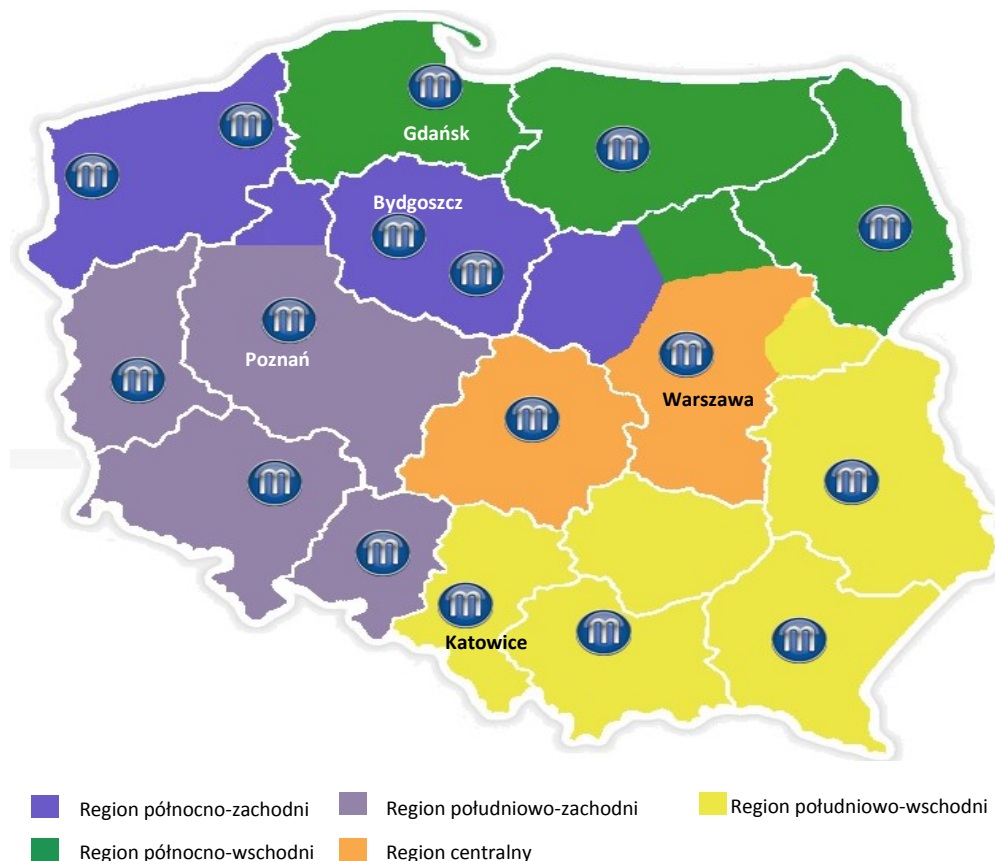 Gdańsk
Bydgoszcz
Poznań
Warszawa
Katowice
Region północno-zachodni
Region południowo-zachodni
Region południowo-wschodni
Region północno-wschodni
Region centralny